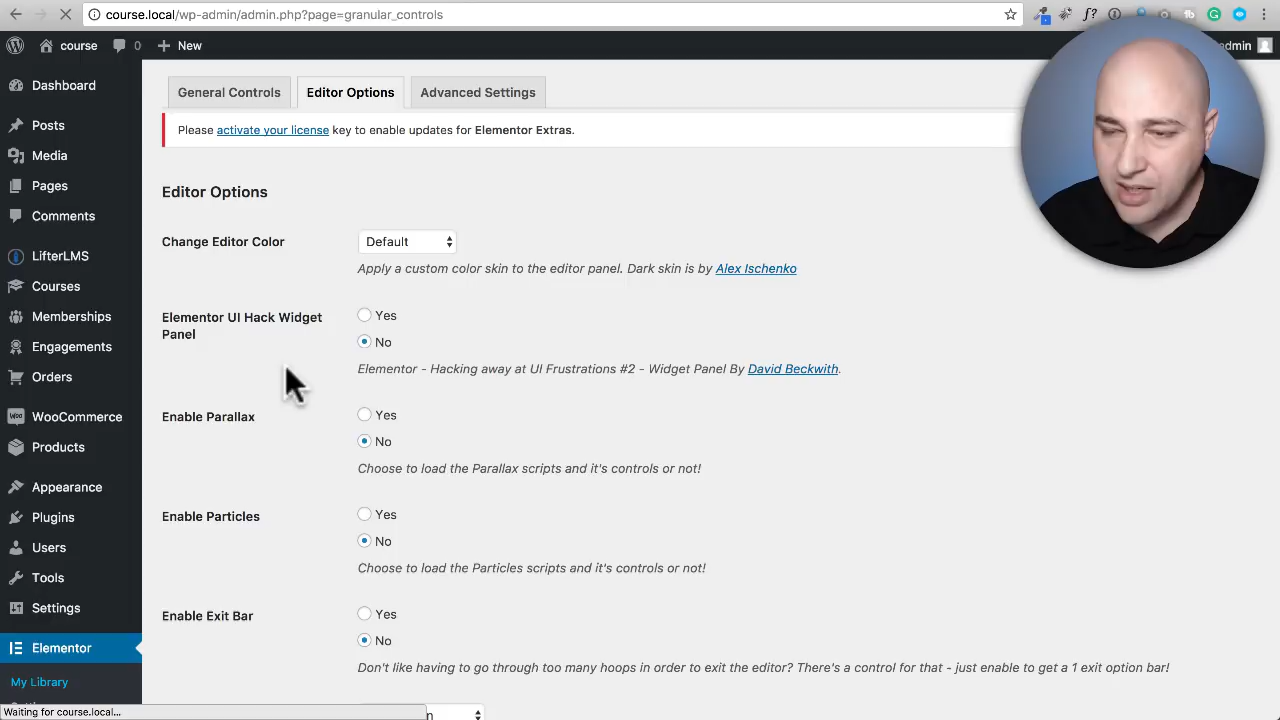 course.local/wp-admin/admin.php?page=granular_controls
course 0 New admin
General Controls Editor Options Advanced Settings
Please activate your license key to enable updates for Elementor Extras.
Dashboard
Posts
Media
Pages
Comments
LifterLMS
Courses
Memberships
Engagements
Orders
WooCommerce
Products
Appearance
Plugins
Users
Tools
Settings
Elementor
My Library
Waiting for course.local...
Editor Options
Change Editor Color
Default
Apply a custom color skin to the editor panel. Dark skin is by Alex Ischenko
Elementor UI Hack Widget
Panel
Yes
No
Elementor - Hacking away at UI Frustrations #2 - Widget Panel By David Beckwith.
Enable Parallax
Yes
No
Choose to load the Parallax scripts and it's controls or not!
Enable Particles
Yes
No
Choose to load the Particles scripts and it's controls or not!
Enable Exit Bar
Yes
No
Don't like having to go through too many hoops in order to exit the editor? There's a control for that - just enable to get a 1 exit option bar!